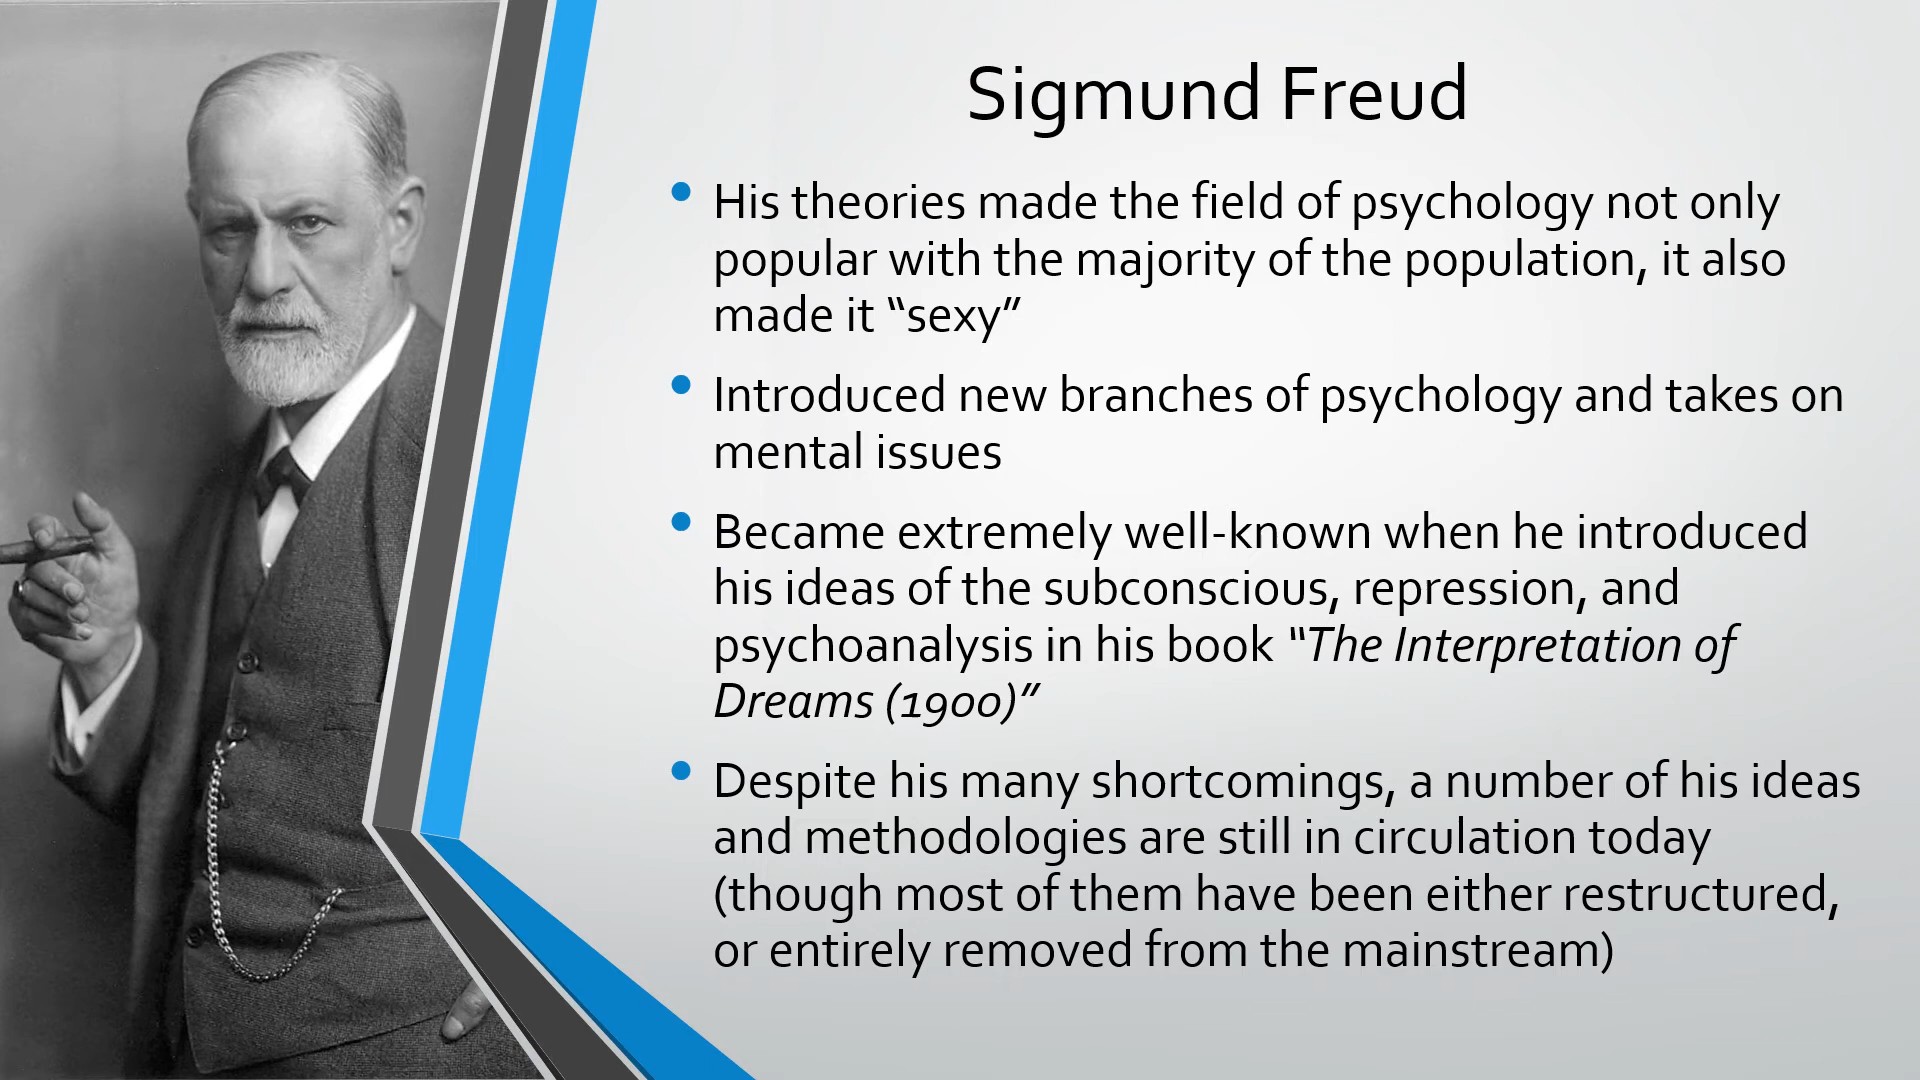 Sigmund Freud
• His theories made the field of psychology not only
popular with the majority of the population, it also
made it “sexy”
• Introduced new branches of psychology and takes on
mental issues
• Became extremely well-known when he introduced
his ideas of the subconscious, repression, and
psychoanalysis in his book “The Interpretation of
Dreams (1900)”
• Despite his many shortcomings, a number of his ideas
and methodologies are still in circulation today
(though most of them have been either restructured,
or entirely removed from the mainstream)